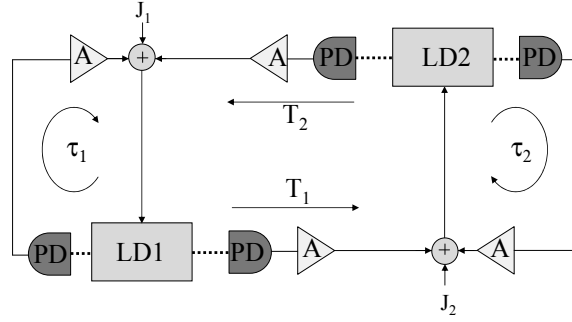 J₁
A + A PD LD2 PD
T₂
τ₁ τ₂
T₁
PD LD1 PD A + A
J₂